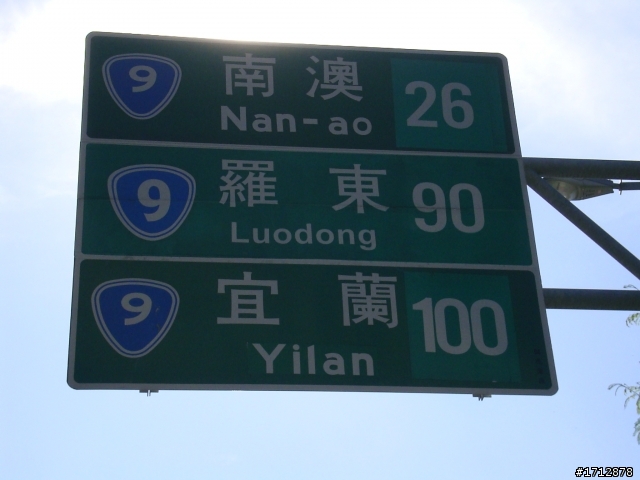 9 南澳 26
Nan-ao
9 羅東 90
Luodong
9 宜蘭 100
Yilan
#1712878